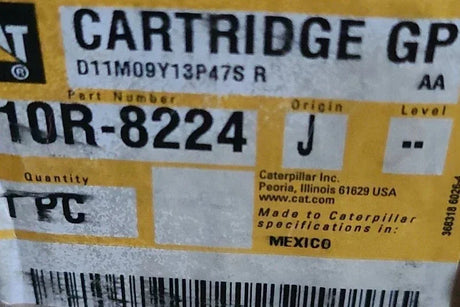 AT ®
CARTRIDGE GP
D11M09Y13P47S R
AA
Part Number
10R-8224
Origin
J
Level
--
Quantity
1 PC
Caterpillar Inc.
Peoria, Illinois 61629 USA
www.cat.com
Made to Caterpillar
specifications in:
MEXICO